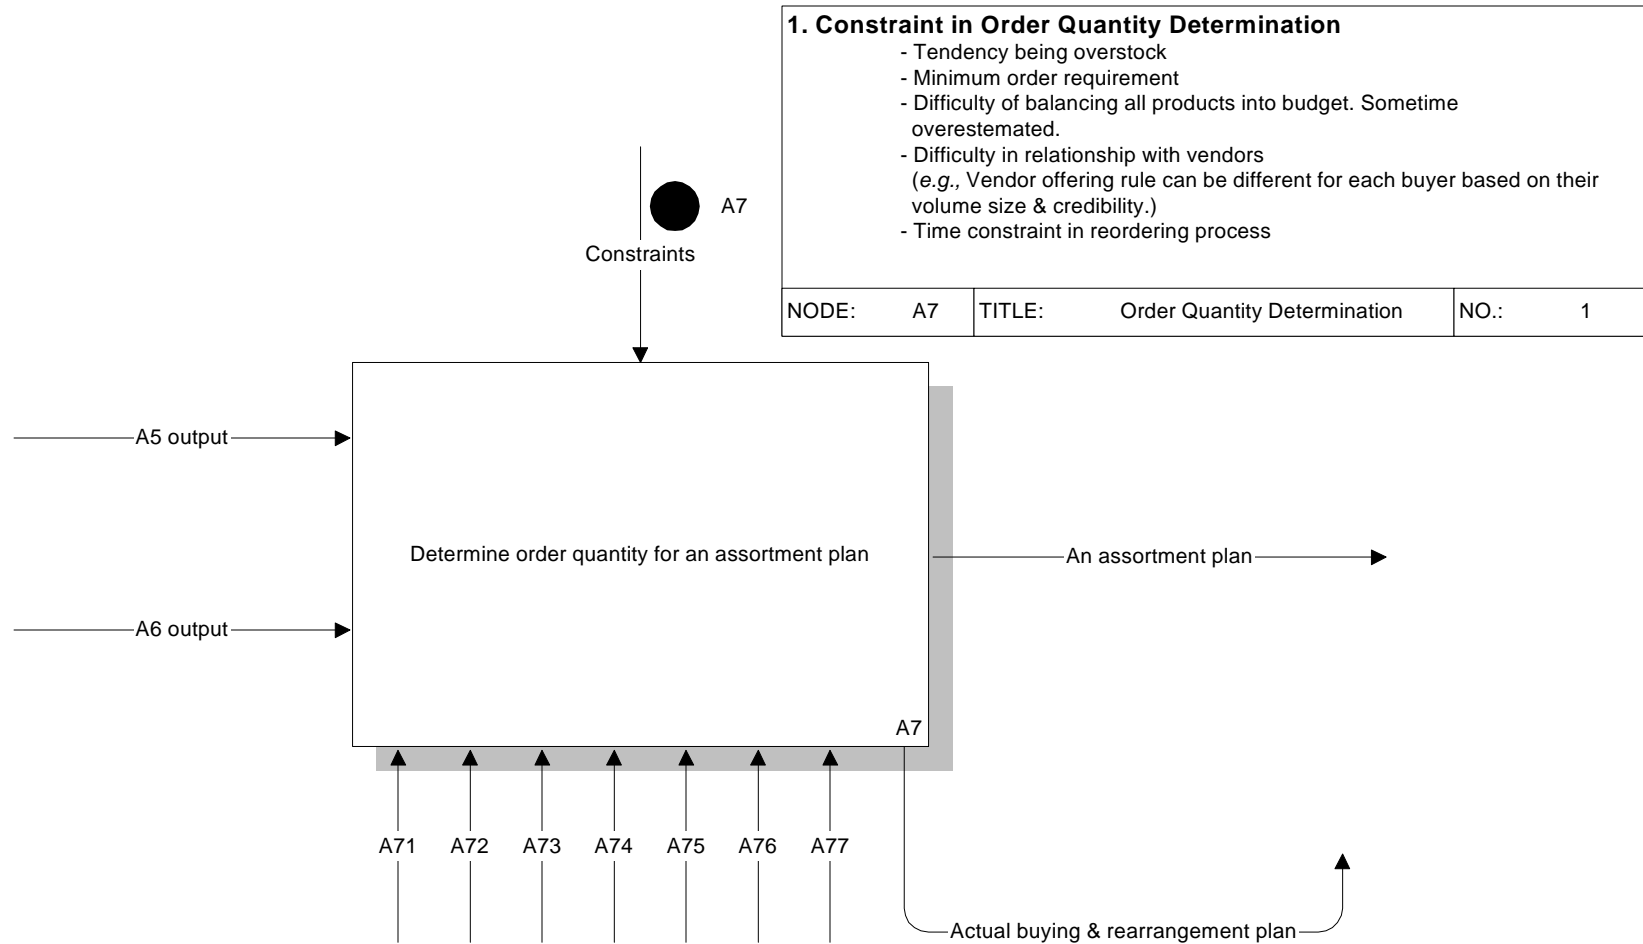 1. Constraint in Order Quantity Determination
- Tendency being overstock
- Minimum order requirement
- Difficulty of balancing all products into budget. Sometime
overestemated.
- Difficulty in relationship with vendors
(e.g., Vendor offering rule can be different for each buyer based on their
volume size & credibility.)
- Time constraint in reordering process
NODE: A7 TITLE: Order Quantity Determination NO.: 1
A7
Constraints
A5 output
Determine order quantity for an assortment plan
An assortment plan
A6 output
A7
A71 A72 A73 A74 A75 A76 A77
Actual buying & rearrangement plan